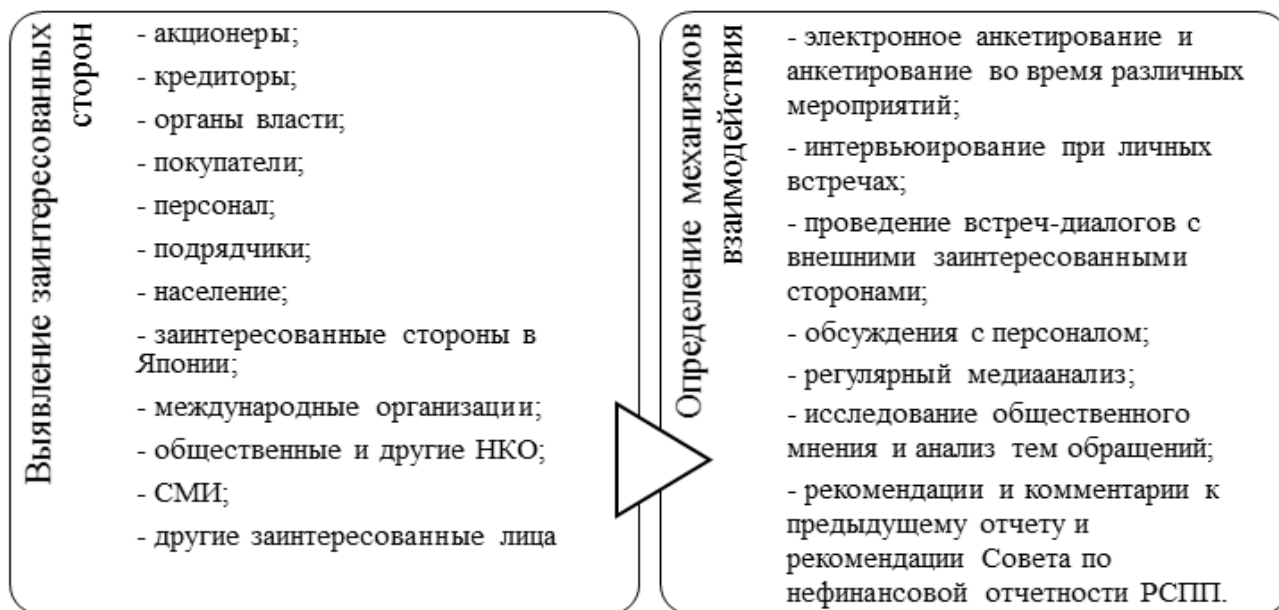 Выявление заинтересованных
сторон
- акционеры;
- кредиторы;
- органы власти;
- покупатели;
- персонал;
- подрядчики;
- население;
- заинтересованные стороны в
Японии;
- международные организации;
- общественные и другие НКО;
- СМИ;
- другие заинтересованные лица
Определение механизмов
взаимодействия
- электронное анкетирование и
анкетирование во время различных
мероприятий;
- интервьюирование при личных
встречах;
- проведение встреч-диалогов с
внешними заинтересованными
сторонами;
- обсуждения с персоналом;
- регулярный медиаанализ;
- исследование общественного
мнения и анализ тем обращений;
- рекомендации и комментарии к
предыдущему отчету и
рекомендации Совета по
нефинансовой отчетности РСПП.